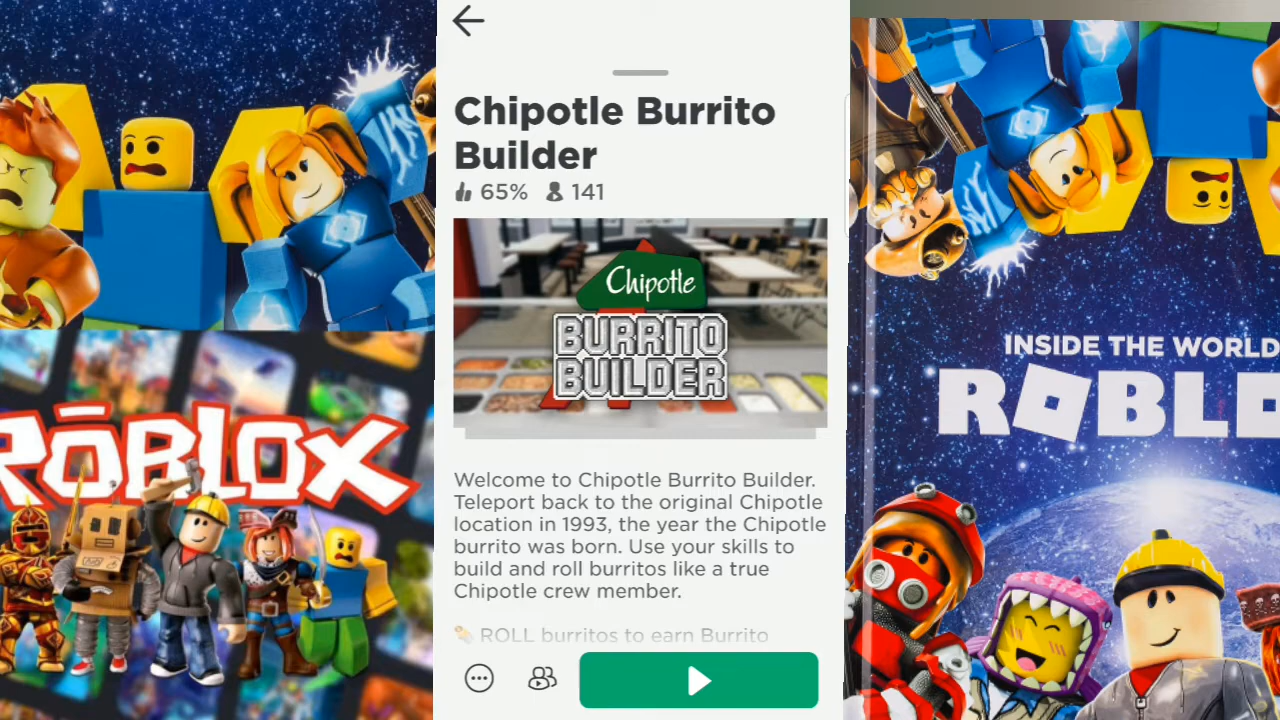 ROBLOX
Chipotle Burrito
Builder
65% 141
Chipotle
BURRITO
BUILDER
Welcome to Chipotle Burrito Builder.
Teleport back to the original Chipotle
location in 1993, the year the Chipotle
burrito was born. Use your skills to
build and roll burritos like a true
Chipotle crew member.
ROLL burritos to earn Burrito
INSIDE THE WORLD
ROBLO